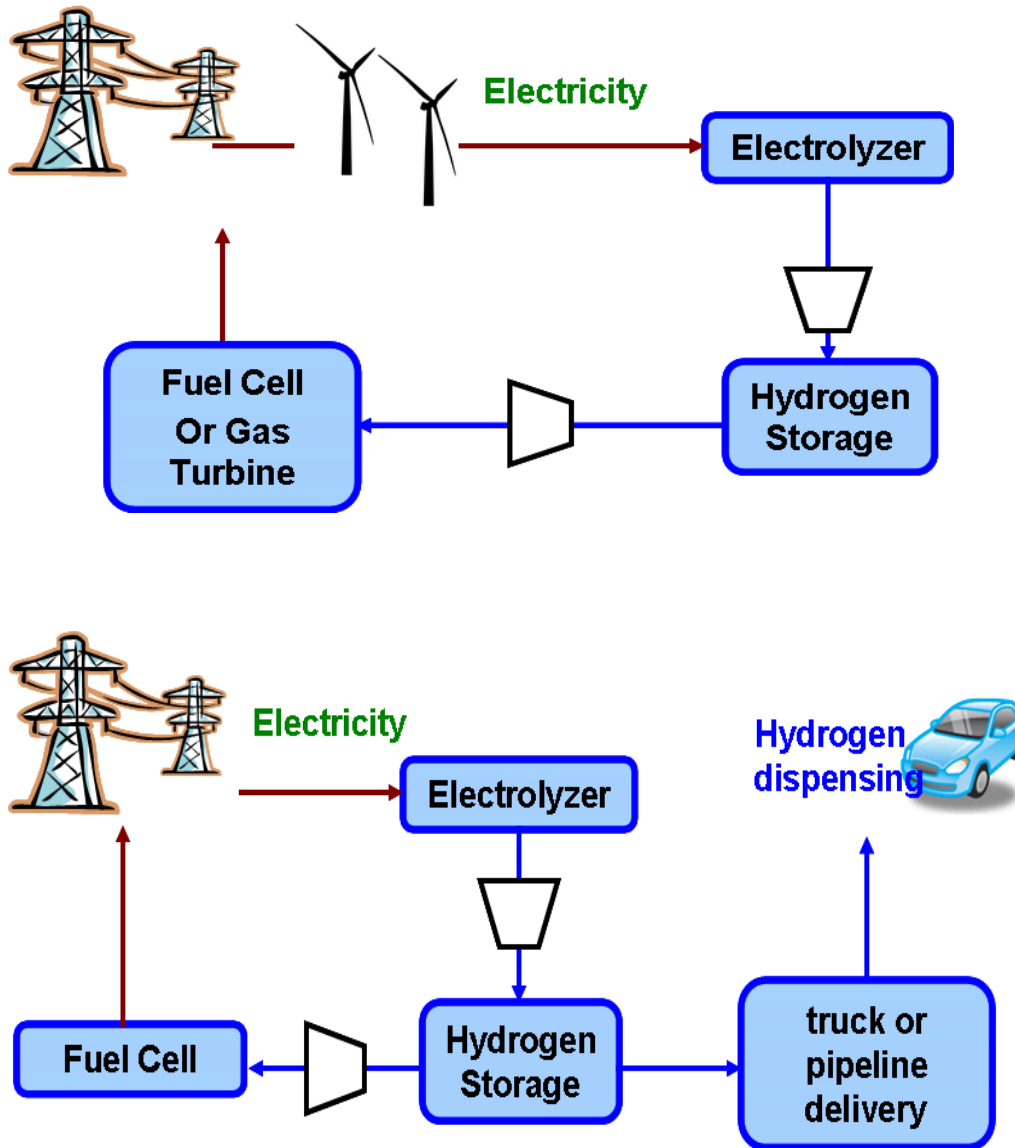 Electricity
Electrolyzer
Hydrogen
Storage
Fuel Cell
Or Gas
Turbine
Electricity
Electrolyzer
Hydrogen
dispensing
Fuel Cell
Hydrogen
Storage
truck or
pipeline
delivery